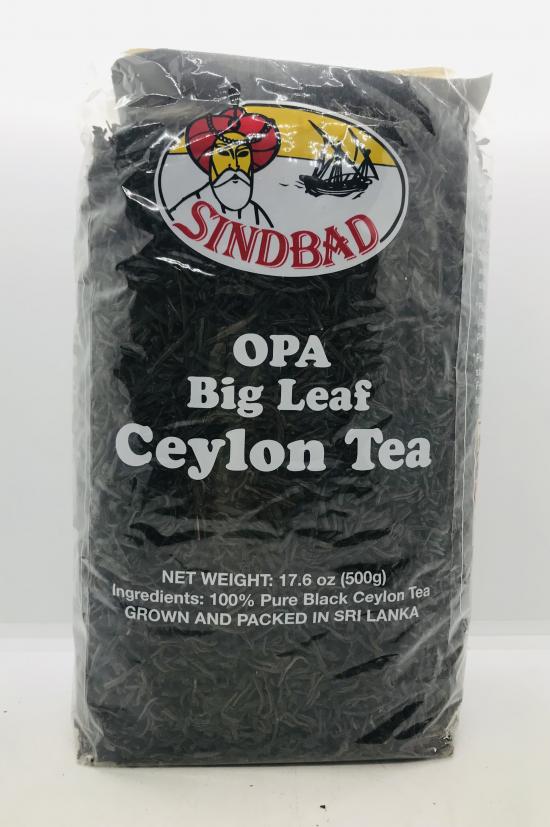 SINDBAD
OPA
Big Leaf
Ceylon Tea
NET WEIGHT: 17.6 oz (500g)
Ingredients: 100% Pure Black Ceylon Tea
GROWN AND PACKED IN SRI LANKA